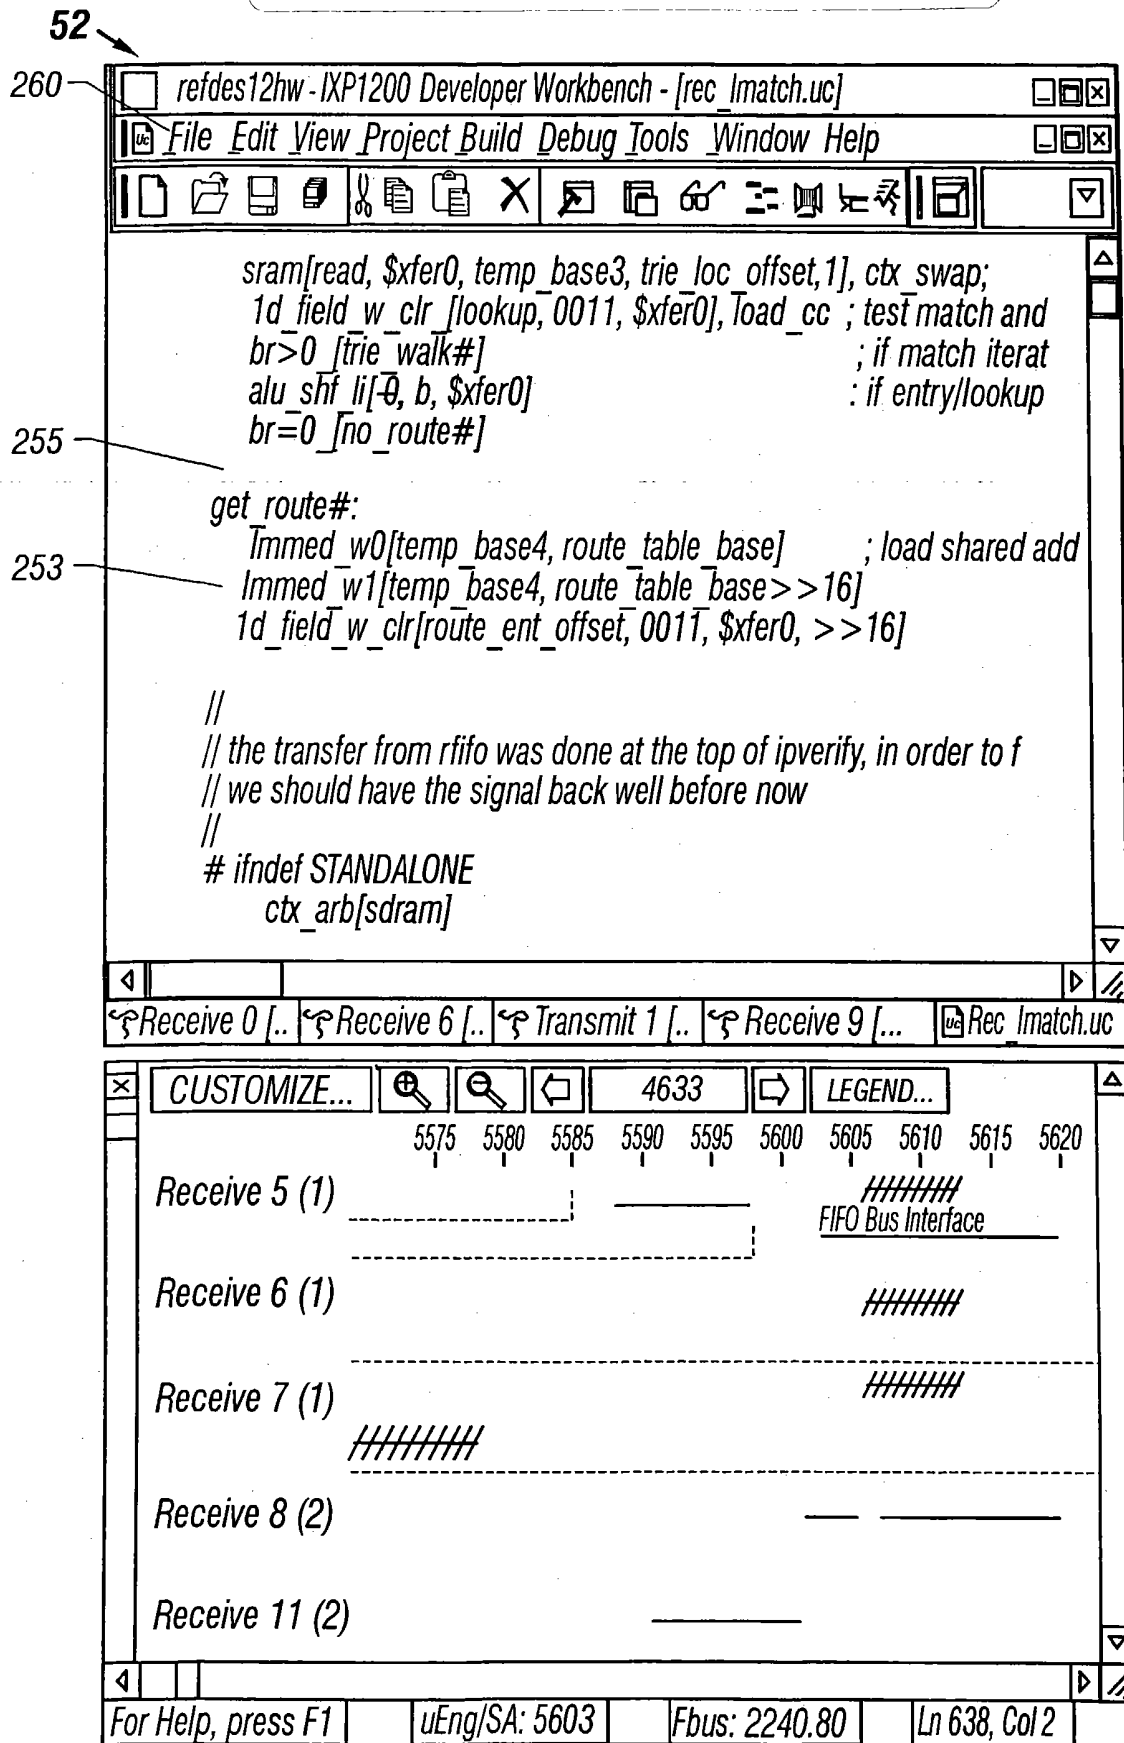 52
260
refdes12hw - IXP1200 Developer Workbench - [rec_lmatch.uc]
Uc File Edit View Project Build Debug Tools Window Help
sram[read, $xfer0, temp_base3, trie_loc_offset,1], ctx_swap;
1d_field_w_clr_[lookup, 0011, $xfer0], load_cc ; test match and
br>0_[trie_walk#] ; if match iterat
alu_shf_li[-0, b, $xfer0] : if entry/lookup
br=0_[no_route#]
255
get_route#:
Immed_w0[temp_base4, route_table_base] ; load shared add
253
Immed_w1[temp_base4, route_table_base>>16]
1d_field_w_clr[route_ent_offset, 0011, $xfer0, >>16]
//
// the transfer from rfifo was done at the top of ipverify, in order to f
// we should have the signal back well before now
//
# ifndef STANDALONE
ctx_arb[sdram]
Receive 0 [.. Receive 6 [.. Transmit 1 [.. Receive 9 [... Uc Rec_lmatch.uc
CUSTOMIZE... 4633 LEGEND...
5575 5580 5585 5590 5595 5600 5605 5610 5615 5620
Receive 5 (1)
FIFO Bus Interface
Receive 6 (1)
Receive 7 (1)
Receive 8 (2)
Receive 11 (2)
For Help, press F1 uEng/SA: 5603 Fbus: 2240.80 Ln 638, Col 2